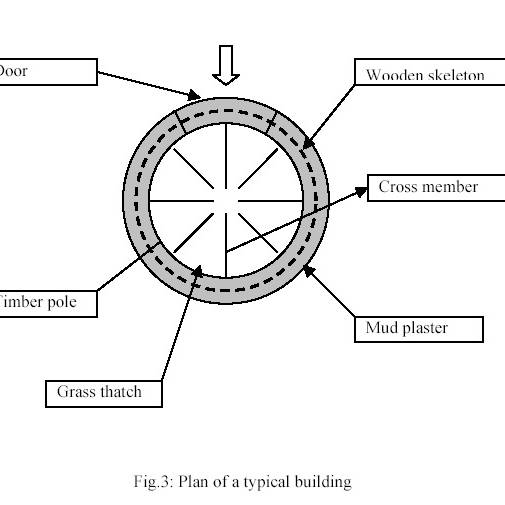 Door
Wooden skeleton
Cross member
Timber pole
Mud plaster
Grass thatch
Fig.3: Plan of a typical building